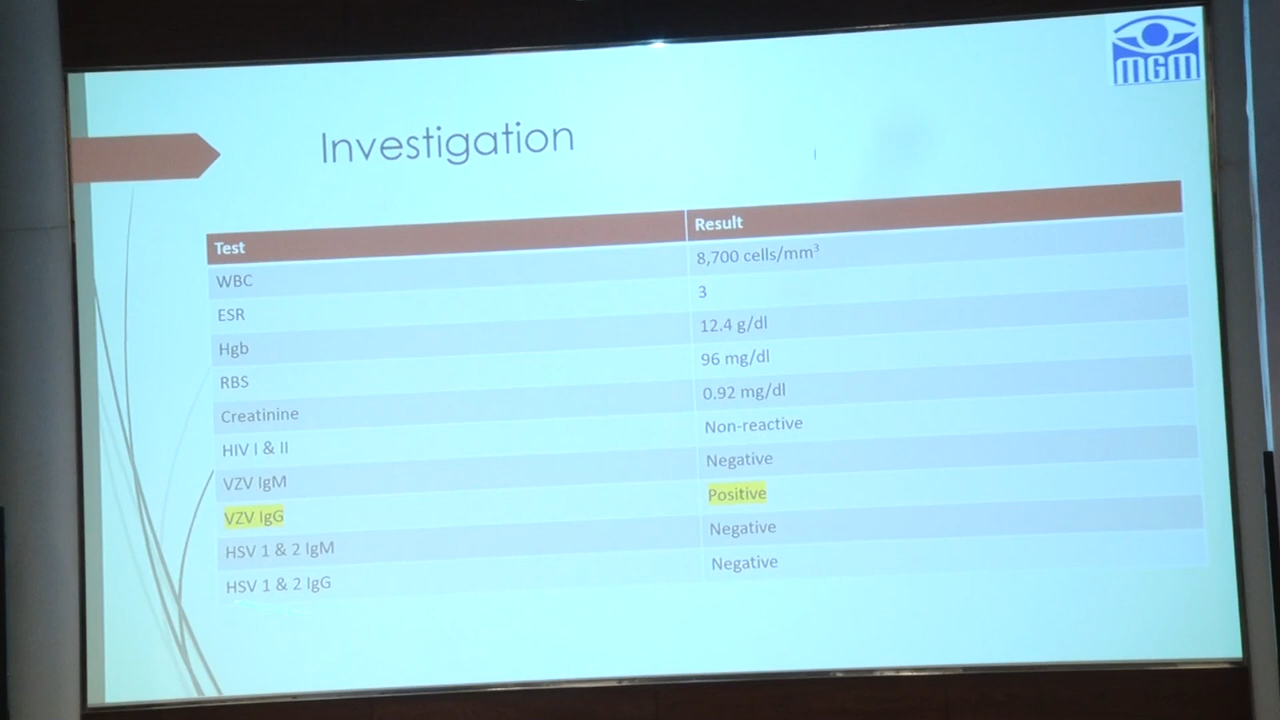 MGM
Investigation
Test Result
WBC 8,700 cells/mm³
ESR 3
Hgb 12.4 g/dl
RBS 96 mg/dl
Creatinine 0.92 mg/dl
HIV I & II Non-reactive
VZV IgM Negative
VZV IgG Positive
HSV 1 & 2 IgM Negative
HSV 1 & 2 IgG Negative